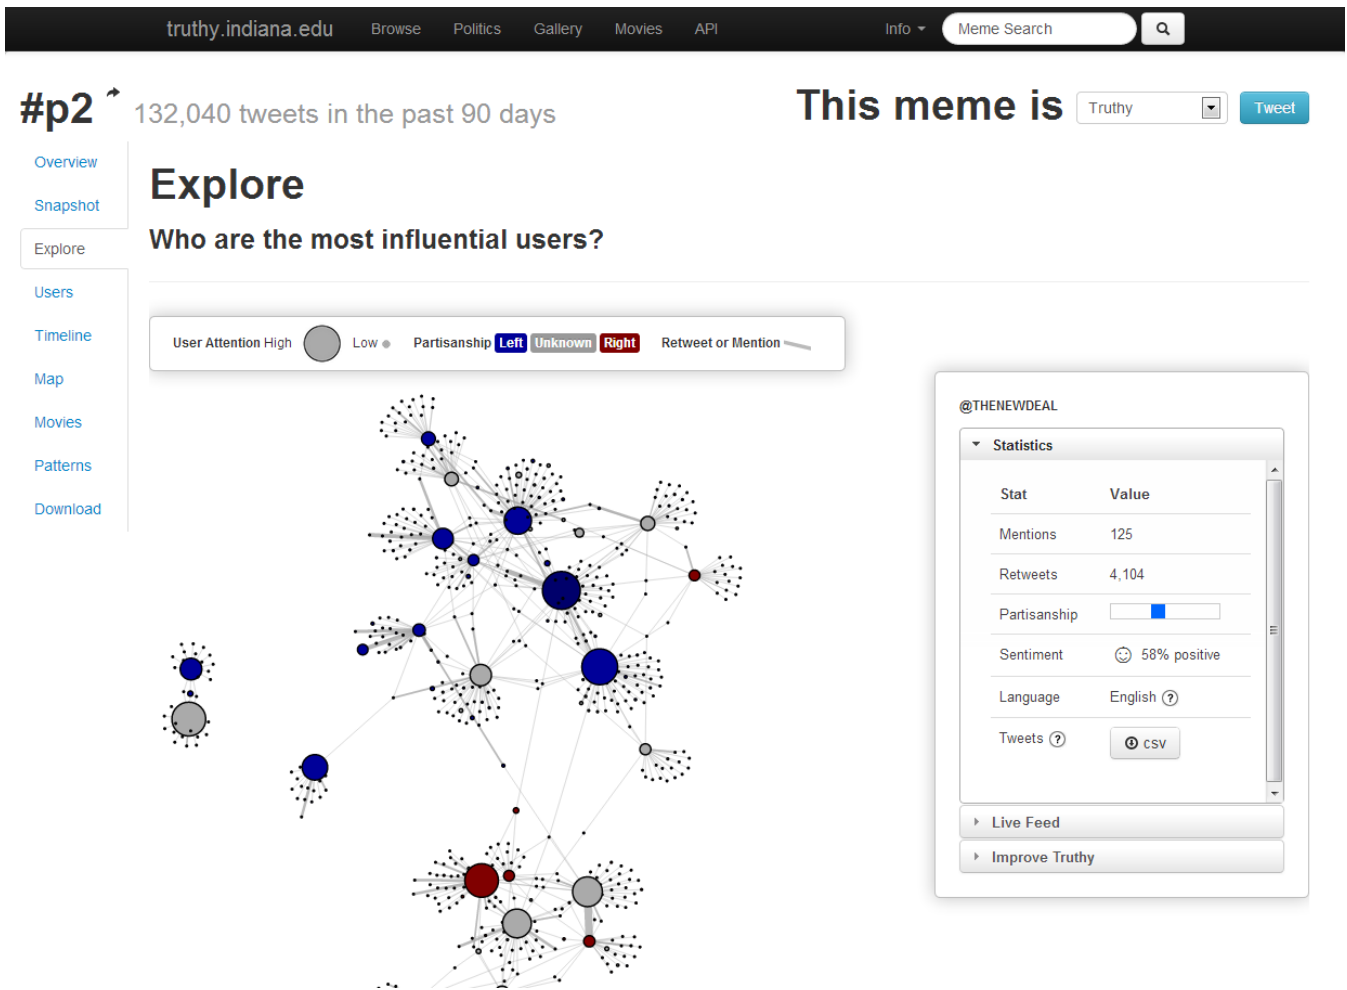 truthy.indiana.edu Browse Politics Gallery Movies API Info Meme Search
#p2 132,040 tweets in the past 90 days This meme is Truthy Tweet
Overview
Snapshot
Explore
Users
Timeline
Map
Movies
Patterns
Download
Explore
Who are the most influential users?
User Attention High Low Partisanship Left Unknown Right Retweet or Mention
@THENEWDEAL
Statistics
Stat Value
Mentions 125
Retweets 4,104
Partisanship
Sentiment 58% positive
Language English ?
Tweets ? CSV
Live Feed
Improve Truthy